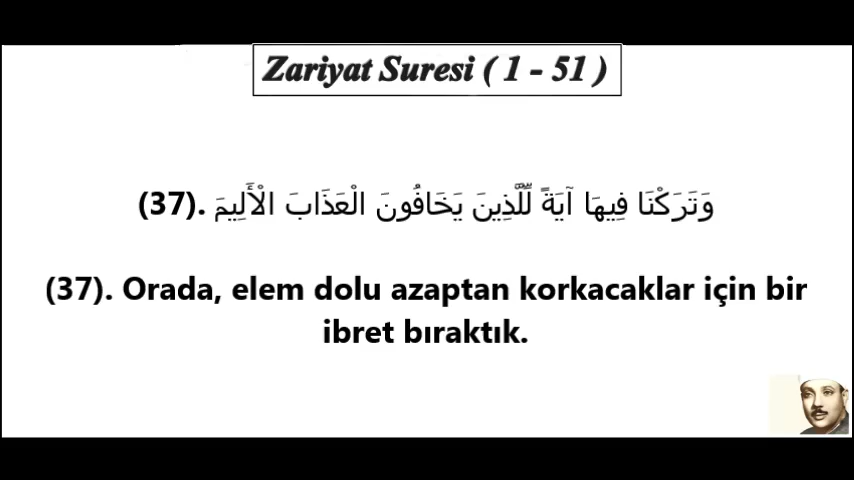 Zariyat Suresi ( 1 - 51 )
(37). وَتَرَكْنَا فِيهَا آيَةً لِّلَّذِينَ يَخَافُونَ الْعَذَابَ الْأَلِيمَ
(37). Orada, elem dolu azaptan korkacaklar için bir
ibret bıraktık.